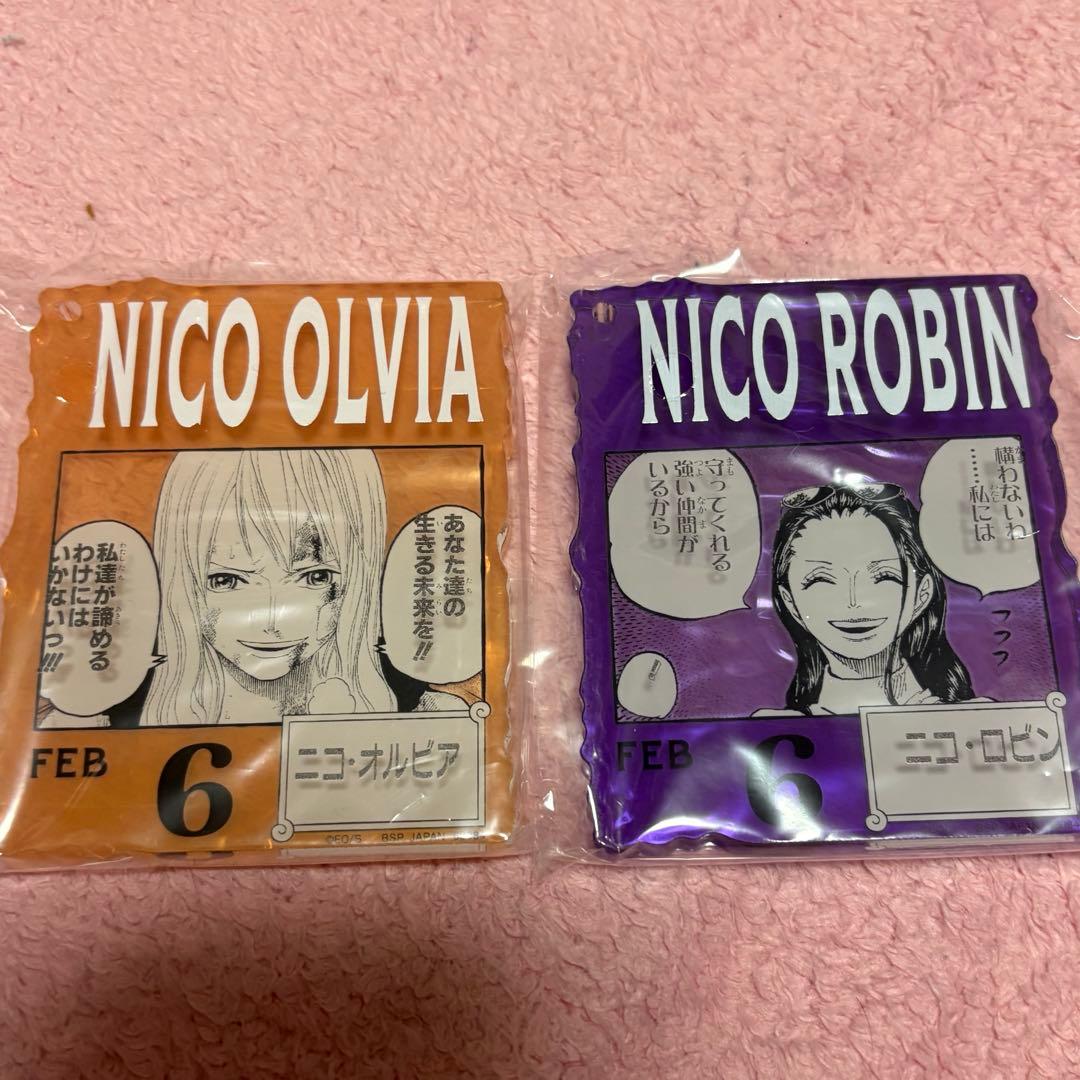 NICO OLVIA
あなた達の
生きる未来を!!
私達が諦める
わけには
いかないっ!!!
FEB
6
ニコ・オルビア
©EO/S
BSP JAPAN
NICO ROBIN
構わないわ
……私には
守ってくれる
強い仲間が
いるから
フフフ
FEB
6
ニコ・ロビン